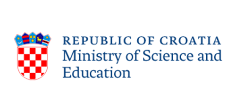 REPUBLIC OF CROATIA
Ministry of Science and
Education